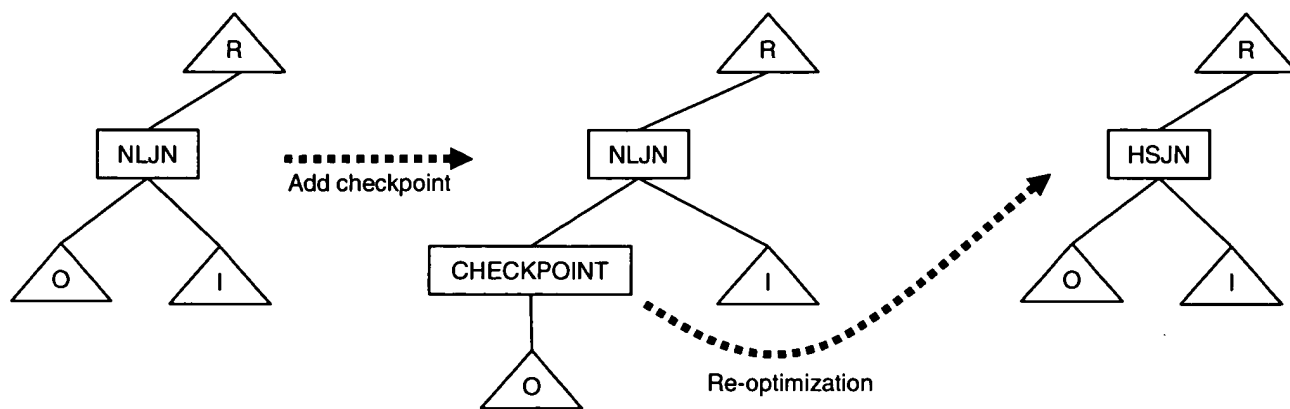 R
NLJN
O
I
Add checkpoint
R
NLJN
CHECKPOINT
I
O
Re-optimization
R
HSJN
O
I